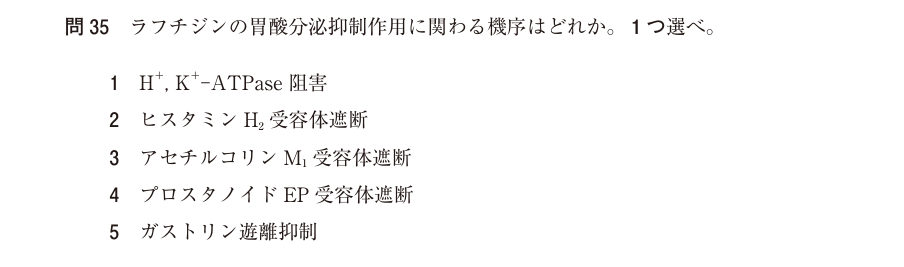 問35 ラフチジンの胃酸分泌抑制作用に関わる機序はどれか。1つ選べ。
1 H⁺, K⁺−ATPase 阻害
2 ヒスタミン H₂ 受容体遮断
3 アセチルコリン M₁ 受容体遮断
4 プロスタノイド EP 受容体遮断
5 ガストリン遊離抑制